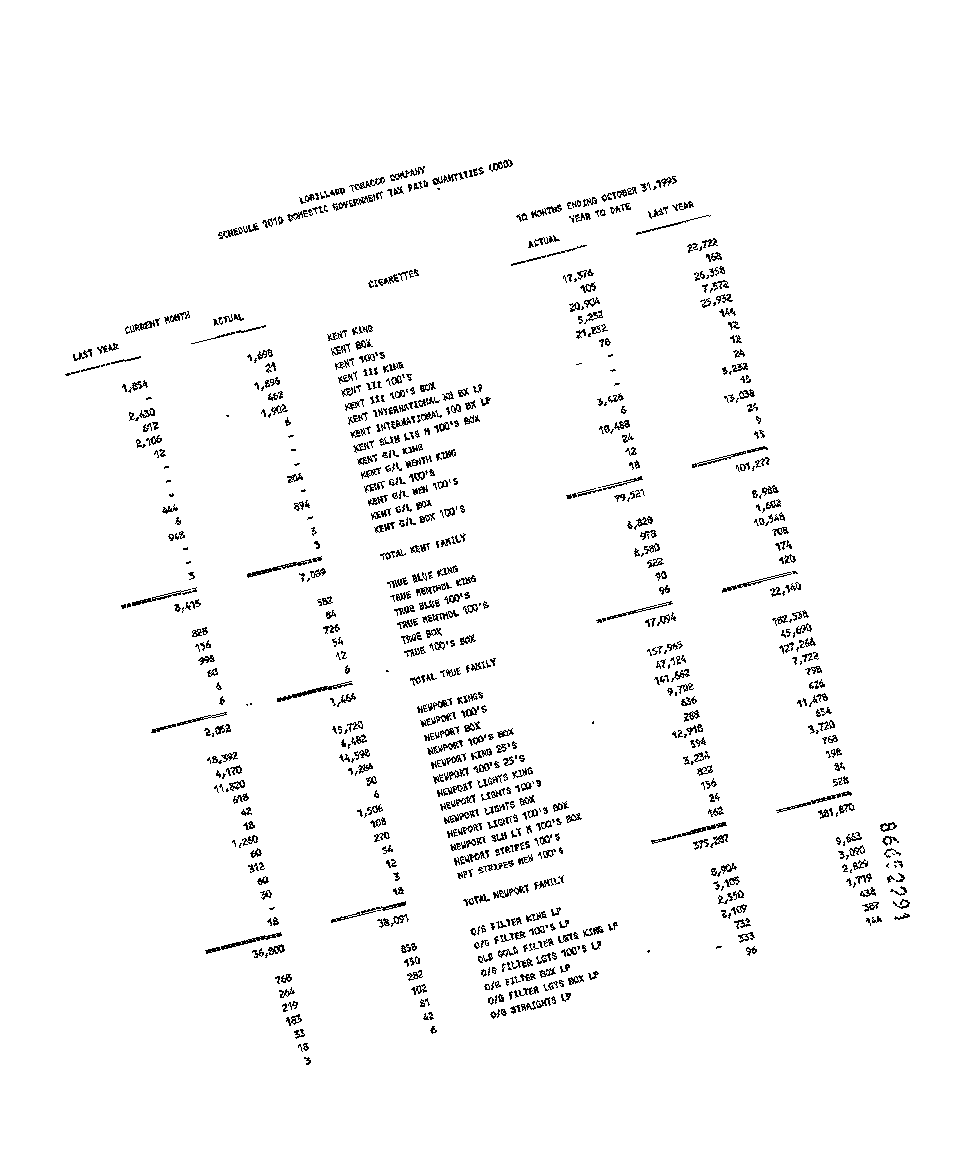 LORILLARD TOBACCO COMPANY
SCHEDULE 7010 DOMESTIC GOVERNMENT TAX PAID QUANTITIES (000)
10 MONTHS ENDING OCTOBER 31,1995
CURRENT MONTH CIGARETTES YEAR TO DATE
LAST YEAR ACTUAL ACTUAL LAST YEAR
1,854 1,698 KENT KING 17,376 22,722
- 21 KENT BOX 105 168
2,430 1,896 KENT 100'S 20,904 26,358
612 462 KENT III KING 5,252 7,572
2,106 1,902 KENT III 100'S 21,832 25,932
12 6 KENT III 100'S BOX 78 144
- - KENT INTERNATIONAL KG BX LP - 12
- - KENT INTERNATIONAL 100 BX LP - 12
- - KENT SLIM LTS M 100'S BOX - 24
444 204 KENT G/L KING 3,428 3,232
6 - KENT G/L MENTH KING 6 15
948 894 KENT G/L 100'S 10,488 13,038
- - KENT G/L MEN 100'S 24 24
- 3 KENT G/L BOX 12 9
3 3 KENT G/L BOX 100'S 18 15
8,415 7,089 TOTAL KENT FAMILY 79,521 101,277
828 582 TRUE BLUE KING 6,828 8,988
156 84 TRUE MENTHOL KING 978 1,602
996 726 TRUE BLUE 100'S 8,580 10,548
60 54 TRUE MENTHOL 100'S 522 708
6 12 TRUE BOX 90 174
6 6 TRUE 100'S BOX 96 120
2,052 1,464 TOTAL TRUE FAMILY 17,094 22,140
18,392 15,720 NEWPORT KINGS 157,965 182,538
4,170 4,482 NEWPORT 100'S 47,124 45,690
11,820 14,598 NEWPORT BOX 141,662 127,268
618 1,284 NEWPORT 100'S BOX 9,702 7,722
42 30 NEWPORT KING 25'S 636 798
18 6 NEWPORT 100'S 25'S 288 426
1,260 1,506 NEWPORT LIGHTS KING 12,918 11,478
60 108 NEWPORT LIGHTS 100'S 594 654
312 270 NEWPORT LIGHTS BOX 3,234 3,720
60 54 NEWPORT LIGHTS 100'S BOX 822 768
30 12 NEWPORT SLM LT M 100'S BOX 156 198
- 3 NEWPORT STRIPES 100'S 24 84
18 18 NPT STRIPES MEN 100'S 162 528
36,800 38,091 TOTAL NEWPORT FAMILY 375,287 381,870
768 858 O/G FILTER KING LP 8,904 9,663
264 150 O/G FILTER 100'S LP 3,105 3,090
219 282 OLD GOLD FILTER LGTS KING LP 2,350 2,829
183 102 O/G FILTER LGTS 100'S LP 2,109 1,719
33 81 O/G FILTER BOX LP 732 438
18 42 O/G FILTER LGTS BOX LP 333 387
3 6 O/G STRAIGHTS LP 96 144